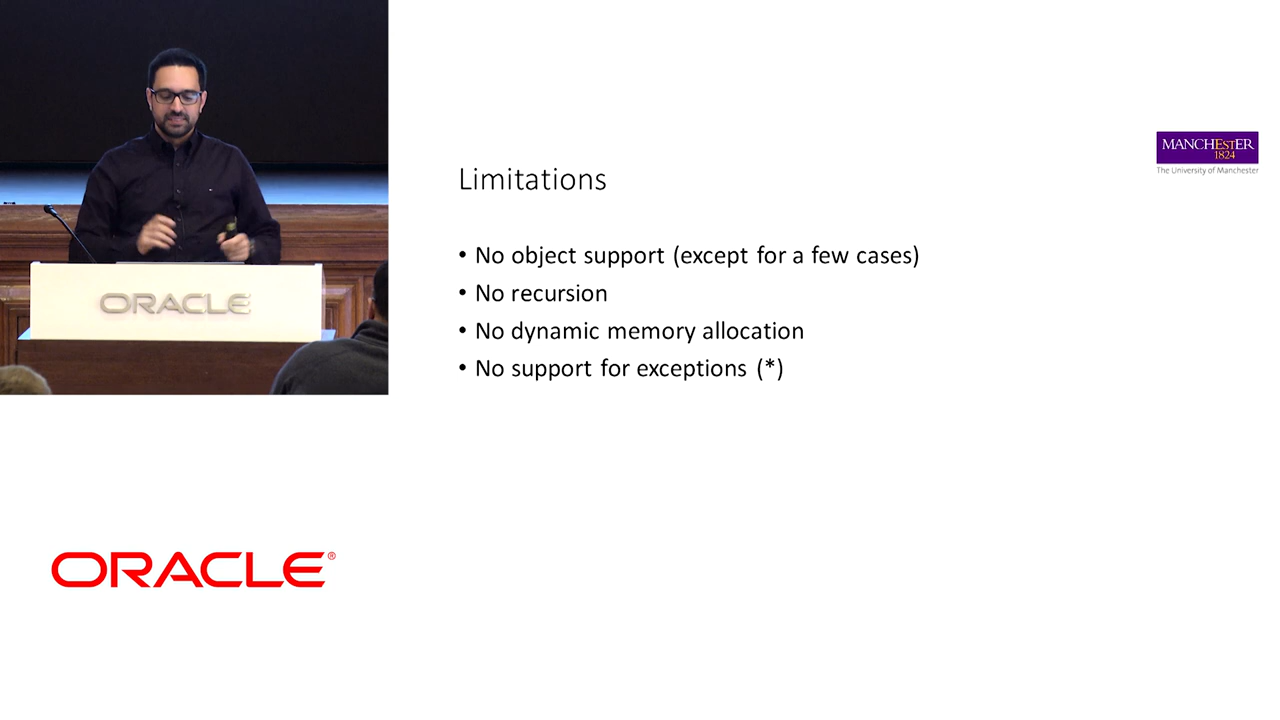 MANCHEstER
1824
The University of Manchester
Limitations
• No object support (except for a few cases)
• No recursion
• No dynamic memory allocation
• No support for exceptions (*)
ORACLE
ORACLE®